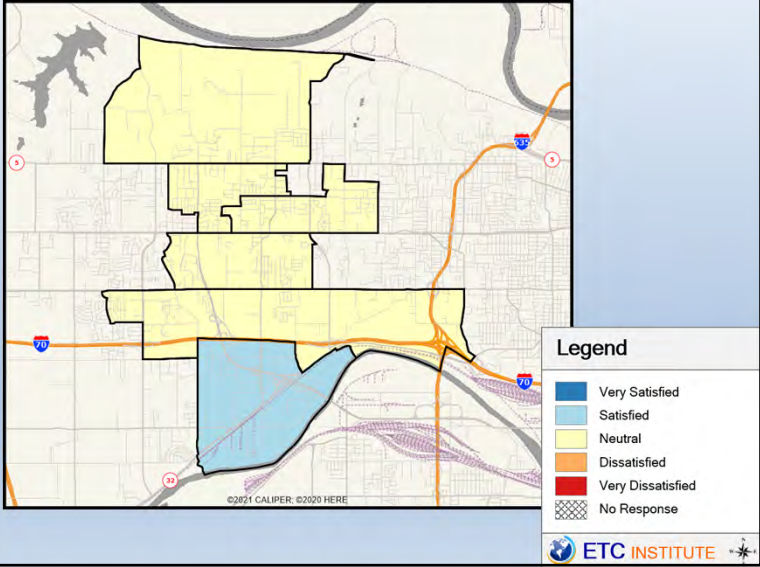 635
5
5
70
Legend
70
Very Satisfied
Satisfied
Neutral
Dissatisfied
Very Dissatisfied
No Response
32
©2021 CALIPER; ©2020 HERE
ETC INSTITUTE